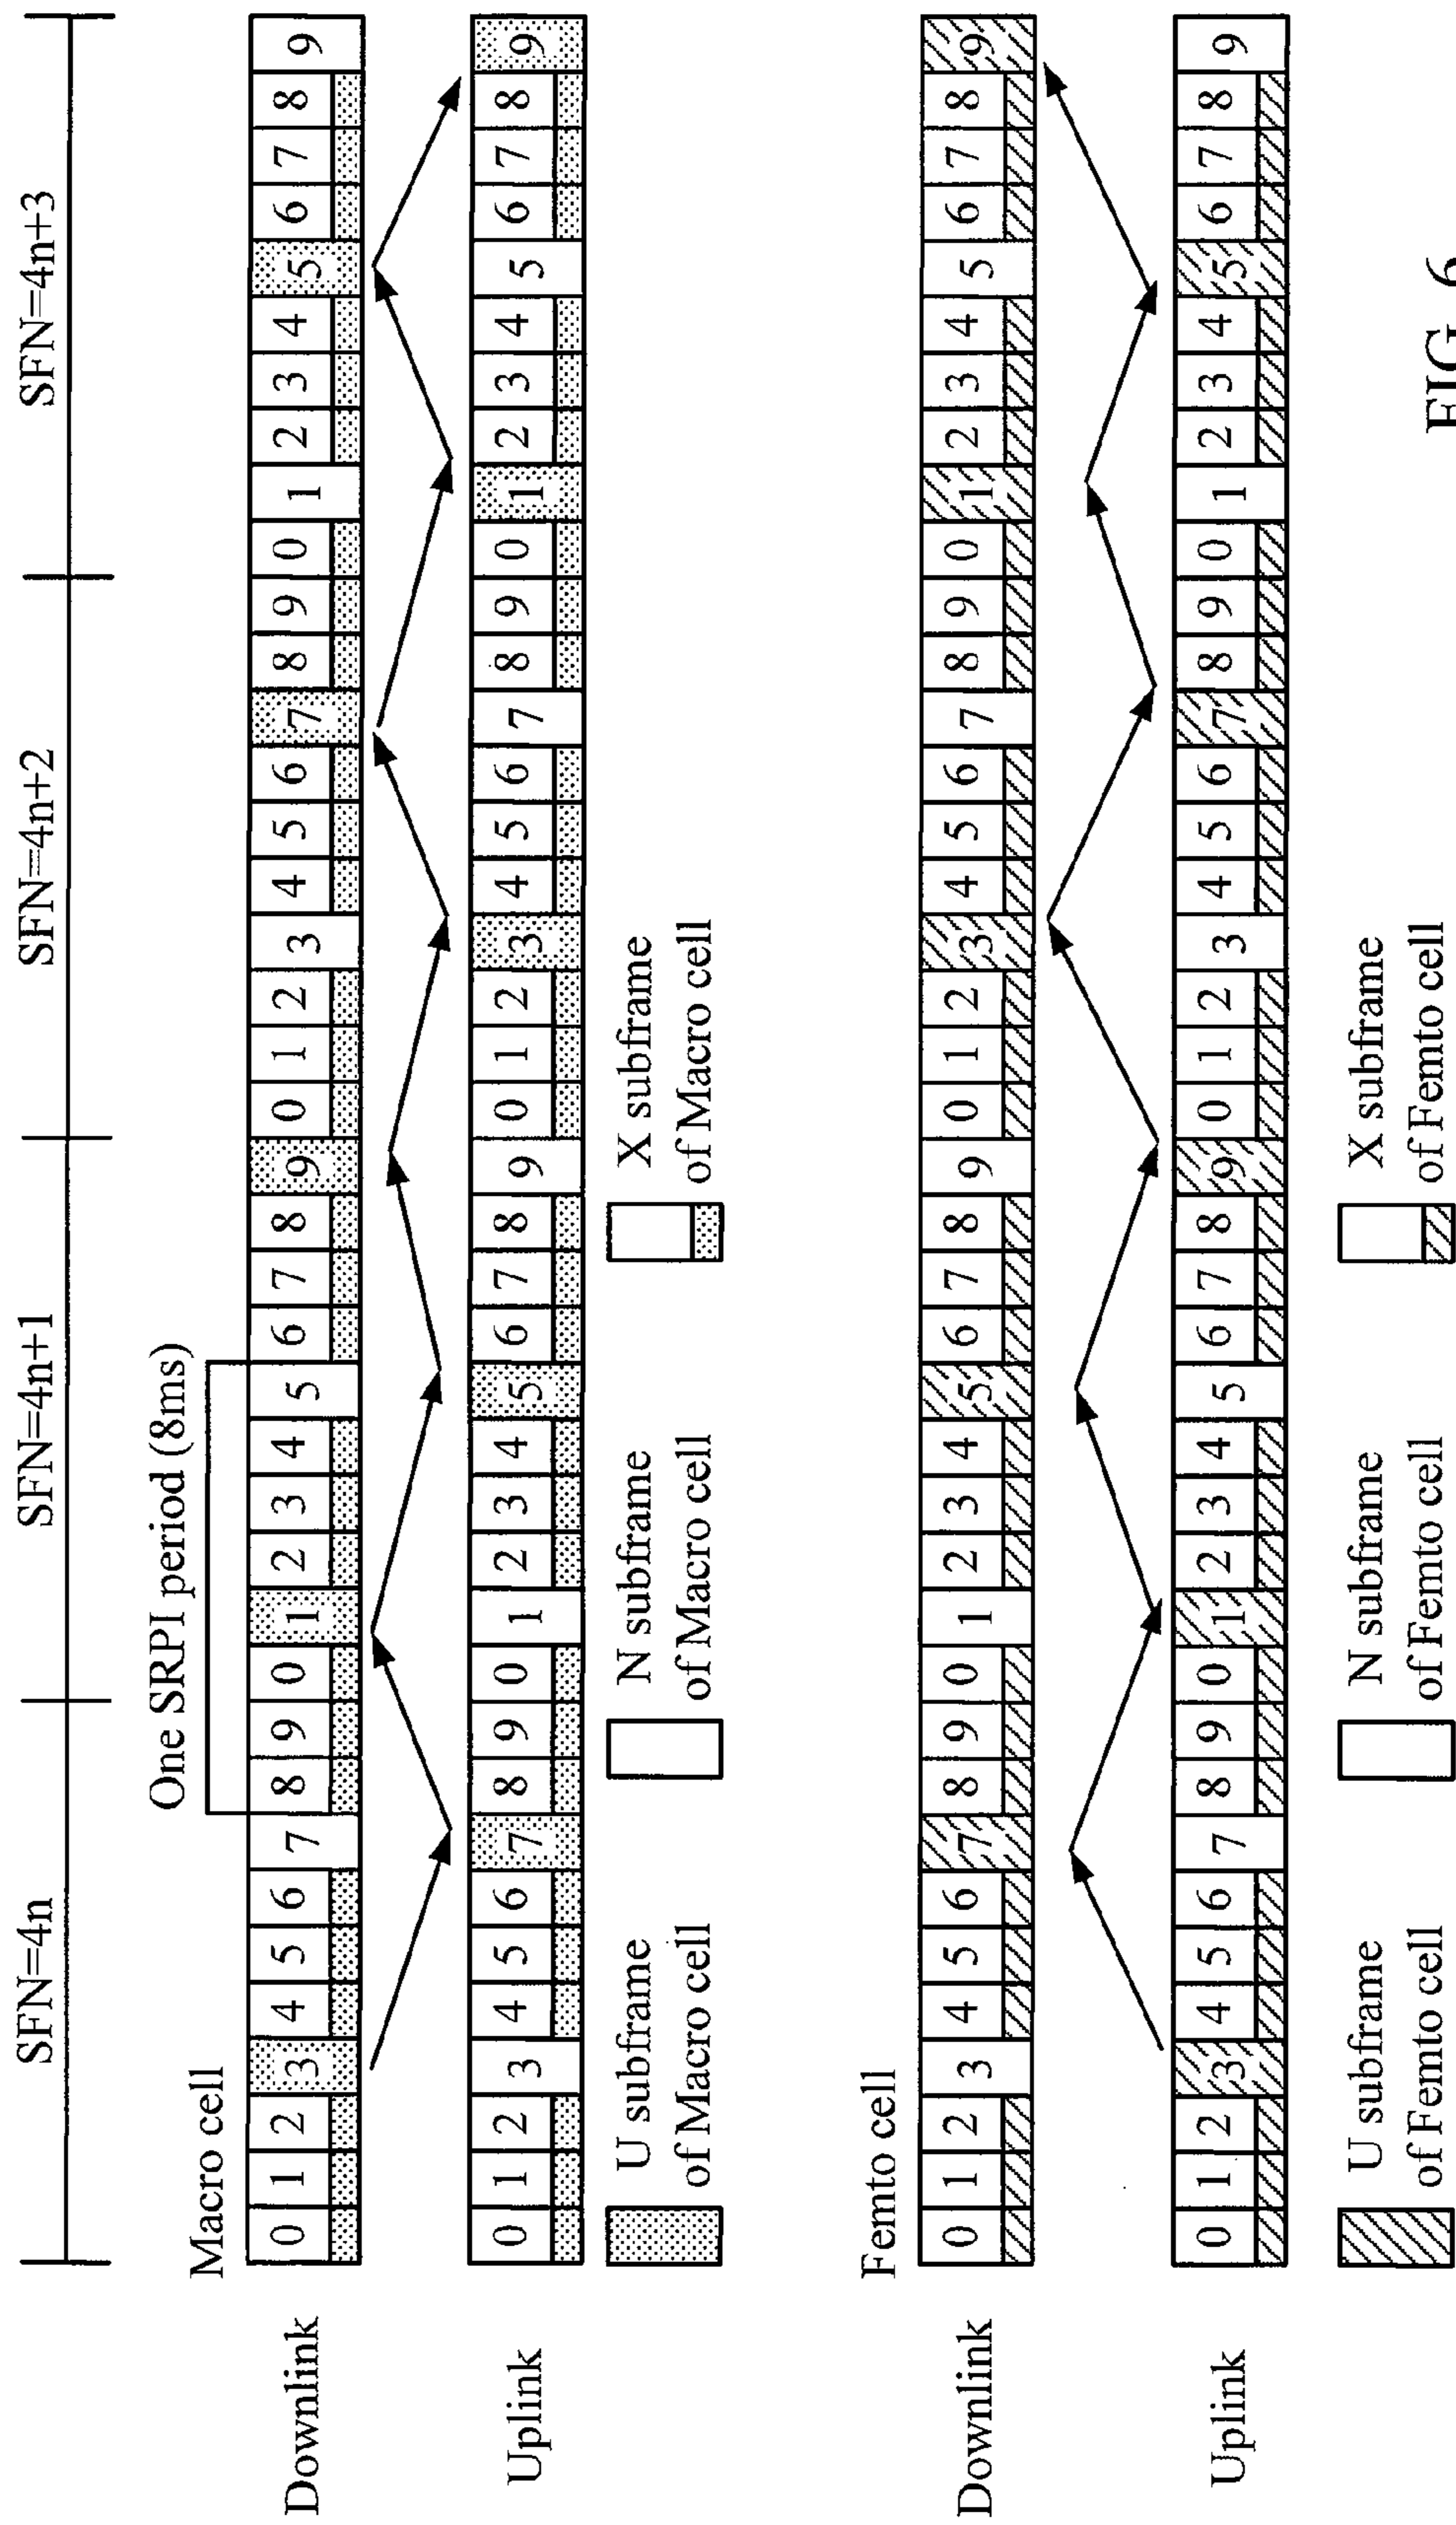 SFN=4n SFN=4n+1 SFN=4n+2 SFN=4n+3
One SRPI period (8ms)
Macro cell
Downlink 0 1 2 3 4 5 6 7 8 9 0 1 2 3 4 5 6 7 8 9 0 1 2 3 4 5 6 7 8 9 0 1 2 3 4 5 6 7 8 9
Uplink 0 1 2 3 4 5 6 7 8 9 0 1 2 3 4 5 6 7 8 9 0 1 2 3 4 5 6 7 8 9 0 1 2 3 4 5 6 7 8 9
U subframe
of Macro cell
N subframe
of Macro cell
X subframe
of Macro cell
Femto cell
Downlink 0 1 2 3 4 5 6 7 8 9 0 1 2 3 4 5 6 7 8 9 0 1 2 3 4 5 6 7 8 9 0 1 2 3 4 5 6 7 8 9
Uplink 0 1 2 3 4 5 6 7 8 9 0 1 2 3 4 5 6 7 8 9 0 1 2 3 4 5 6 7 8 9 0 1 2 3 4 5 6 7 8 9
U subframe
of Femto cell
N subframe
of Femto cell
X subframe
of Femto cell
FIG. 6